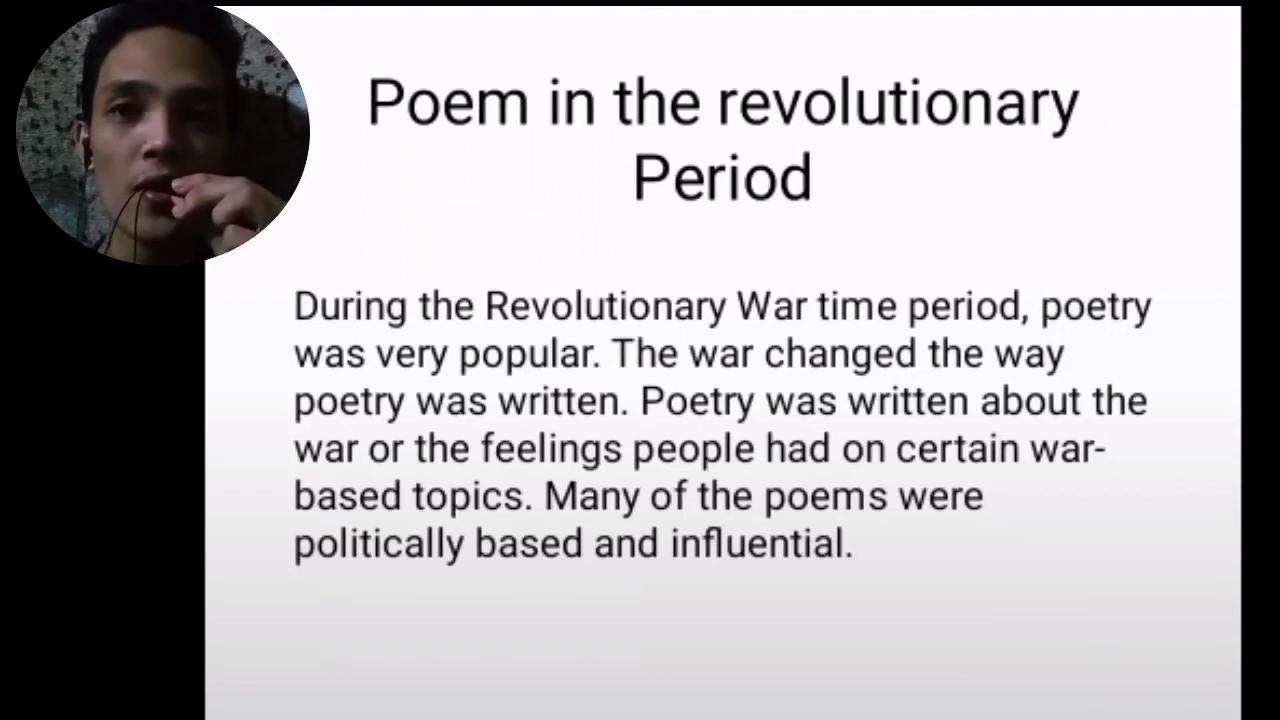 Poem in the revolutionary
Period
During the Revolutionary War time period, poetry
was very popular. The war changed the way
poetry was written. Poetry was written about the
war or the feelings people had on certain war-
based topics. Many of the poems were
politically based and influential.